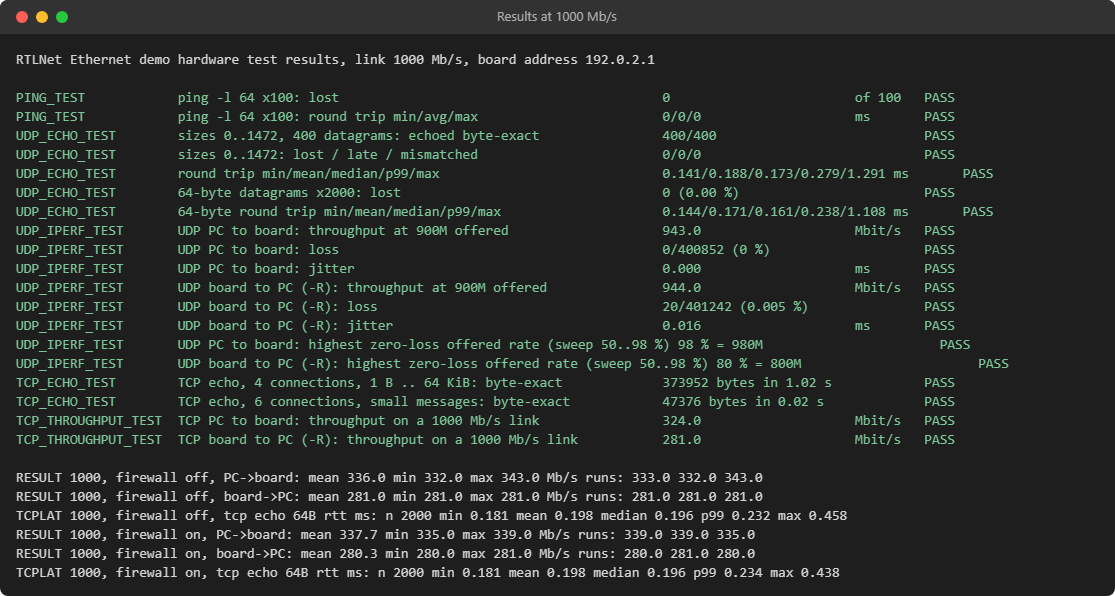 Results at 1000 Mb/s
RTLNet Ethernet demo hardware test results, link 1000 Mb/s, board address 192.0.2.1
PING_TEST ping -l 64 x100: lost 0 of 100 PASS
PING_TEST ping -l 64 x100: round trip min/avg/max 0/0/0 ms PASS
UDP_ECHO_TEST sizes 0..1472, 400 datagrams: echoed byte-exact 400/400 PASS
UDP_ECHO_TEST sizes 0..1472: lost / late / mismatched 0/0/0 PASS
UDP_ECHO_TEST round trip min/mean/median/p99/max 0.141/0.188/0.173/0.279/1.291 ms PASS
UDP_ECHO_TEST 64-byte datagrams x2000: lost 0 (0.00 %) PASS
UDP_ECHO_TEST 64-byte round trip min/mean/median/p99/max 0.144/0.171/0.161/0.238/1.108 ms PASS
UDP_IPERF_TEST UDP PC to board: throughput at 900M offered 943.0 Mbit/s PASS
UDP_IPERF_TEST UDP PC to board: loss 0/400852 (0 %) PASS
UDP_IPERF_TEST UDP PC to board: jitter 0.000 ms PASS
UDP_IPERF_TEST UDP board to PC (-R): throughput at 900M offered 944.0 Mbit/s PASS
UDP_IPERF_TEST UDP board to PC (-R): loss 20/401242 (0.005 %) PASS
UDP_IPERF_TEST UDP board to PC (-R): jitter 0.016 ms PASS
UDP_IPERF_TEST UDP PC to board: highest zero-loss offered rate (sweep 50..98 %) 98 % = 980M PASS
UDP_IPERF_TEST UDP board to PC (-R): highest zero-loss offered rate (sweep 50..98 %) 80 % = 800M PASS
TCP_ECHO_TEST TCP echo, 4 connections, 1 B .. 64 KiB: byte-exact 373952 bytes in 1.02 s PASS
TCP_ECHO_TEST TCP echo, 6 connections, small messages: byte-exact 47376 bytes in 0.02 s PASS
TCP_THROUGHPUT_TEST TCP PC to board: throughput on a 1000 Mb/s link 324.0 Mbit/s PASS
TCP_THROUGHPUT_TEST TCP board to PC (-R): throughput on a 1000 Mb/s link 281.0 Mbit/s PASS
RESULT 1000, firewall off, PC->board: mean 336.0 min 332.0 max 343.0 Mb/s runs: 333.0 332.0 343.0
RESULT 1000, firewall off, board->PC: mean 281.0 min 281.0 max 281.0 Mb/s runs: 281.0 281.0 281.0
TCPLAT 1000, firewall off, tcp echo 64B rtt ms: n 2000 min 0.181 mean 0.198 median 0.196 p99 0.232 max 0.458
RESULT 1000, firewall on, PC->board: mean 337.7 min 335.0 max 339.0 Mb/s runs: 339.0 339.0 335.0
RESULT 1000, firewall on, board->PC: mean 280.3 min 280.0 max 281.0 Mb/s runs: 280.0 281.0 280.0
TCPLAT 1000, firewall on, tcp echo 64B rtt ms: n 2000 min 0.181 mean 0.198 median 0.196 p99 0.234 max 0.438